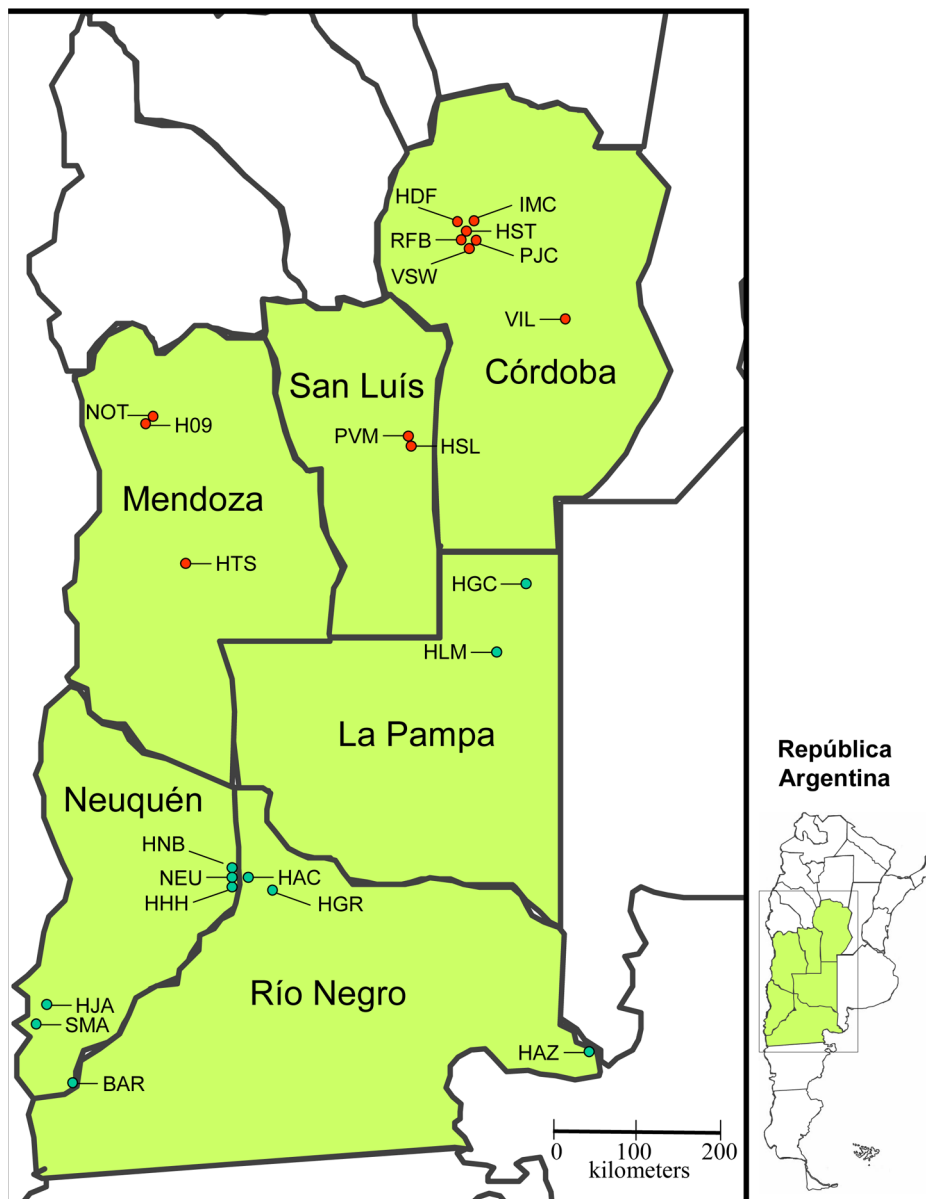 HDF
IMC
HST
RFB
PJC
VSW
VIL
Córdoba
San Luís
NOT
H09
PVM
HSL
Mendoza
HTS
HGC
HLM
La Pampa
República
Argentina
Neuquén
HNB
NEU
HAC
HHH
HGR
Río Negro
HJA
SMA
HAZ
BAR
0 100 200
kilometers